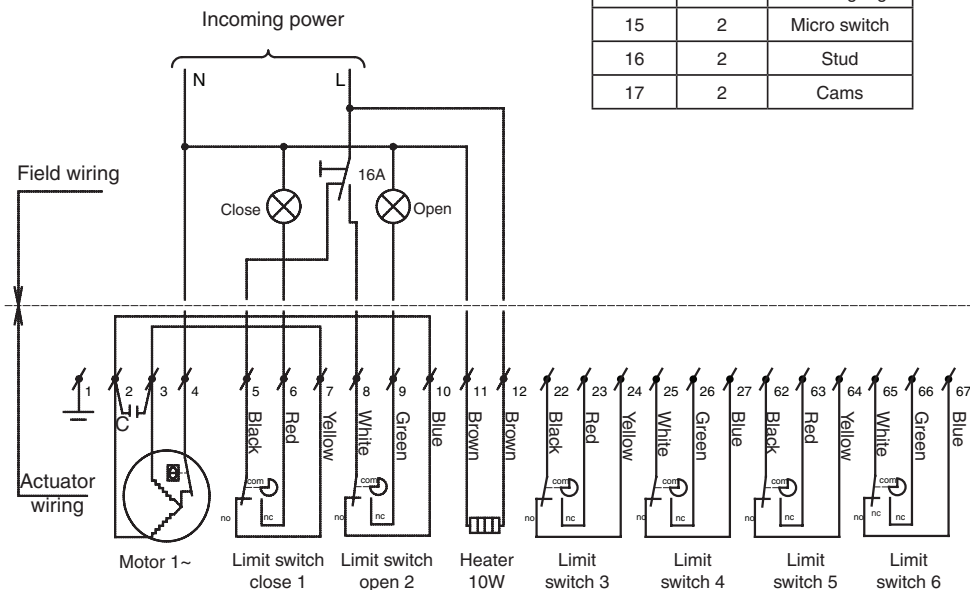 15 2 Micro switch
16 2 Stud
17 2 Cams
Incoming power
N L
Field wiring
16A
Close Open
1 2 3 4 5 6 7 8 9 10 11 12 22 23 24 25 26 27 62 63 64 65 66 67
C
Black Red Yellow White Green Blue Brown Brown Black Red Yellow White Green Blue Black Red Yellow White Green Blue
Actuator
wiring
com com com com com com
no nc no nc no nc no nc no nc no nc
Motor 1~
Limit switch
close 1
Limit switch
open 2
Heater
10W
Limit
switch 3
Limit
switch 4
Limit
switch 5
Limit
switch 6